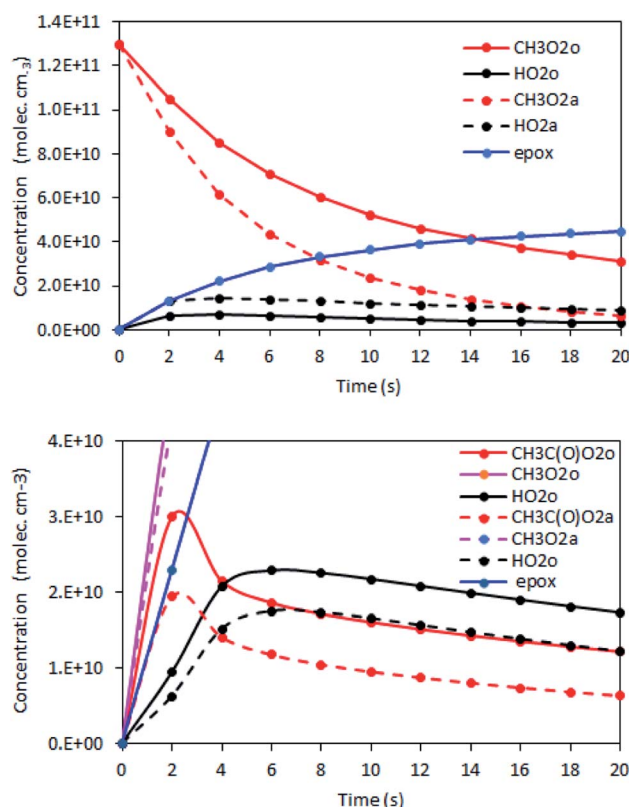 1.4E+11
1.2E+11
1.0E+11
8.0E+10
6.0E+10
4.0E+10
2.0E+10
0.0E+00
Concentration (molec. cm-3)
CH3O2o
HO2o
CH3O2a
HO2a
epox
0 2 4 6 8 10 12 14 16 18 20
Time (s)
4.E+10
3.E+10
2.E+10
1.E+10
0.E+00
Concentration (molec. cm-3)
CH3C(O)O2o
CH3O2o
HO2o
CH3C(O)O2a
CH3O2a
HO2o
epox
0 2 4 6 8 10 12 14 16 18 20
Time (s)